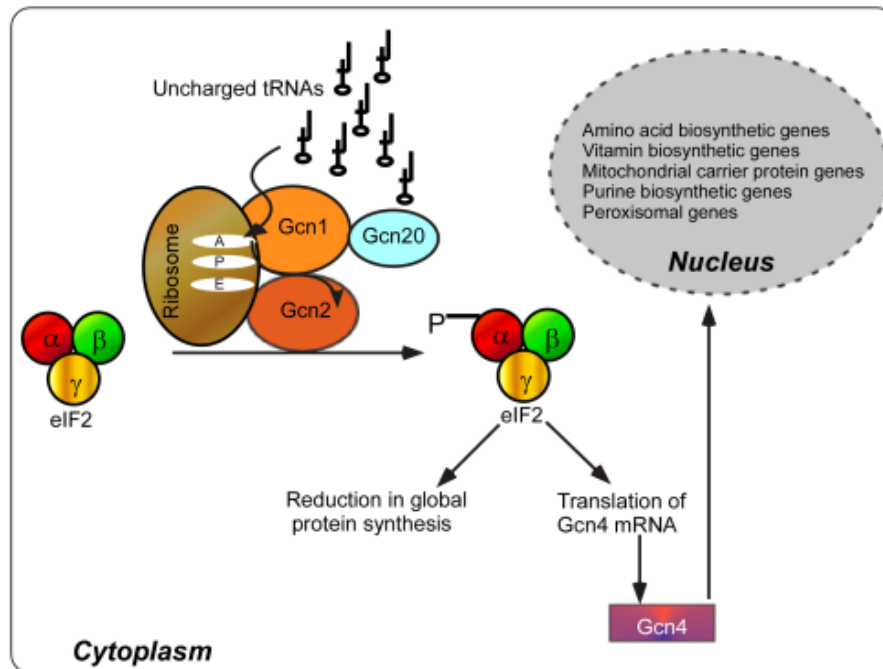 Uncharged tRNAs
Amino acid biosynthetic genes
Vitamin biosynthetic genes
Mitochondrial carrier protein genes
Purine biosynthetic genes
Peroxisomal genes
Nucleus
Ribosome
A
P
E
Gcn1
Gcn20
Gcn2
α
β
γ
eIF2
P
α
β
γ
eIF2
Reduction in global
protein synthesis
Translation of
Gcn4 mRNA
Gcn4
Cytoplasm